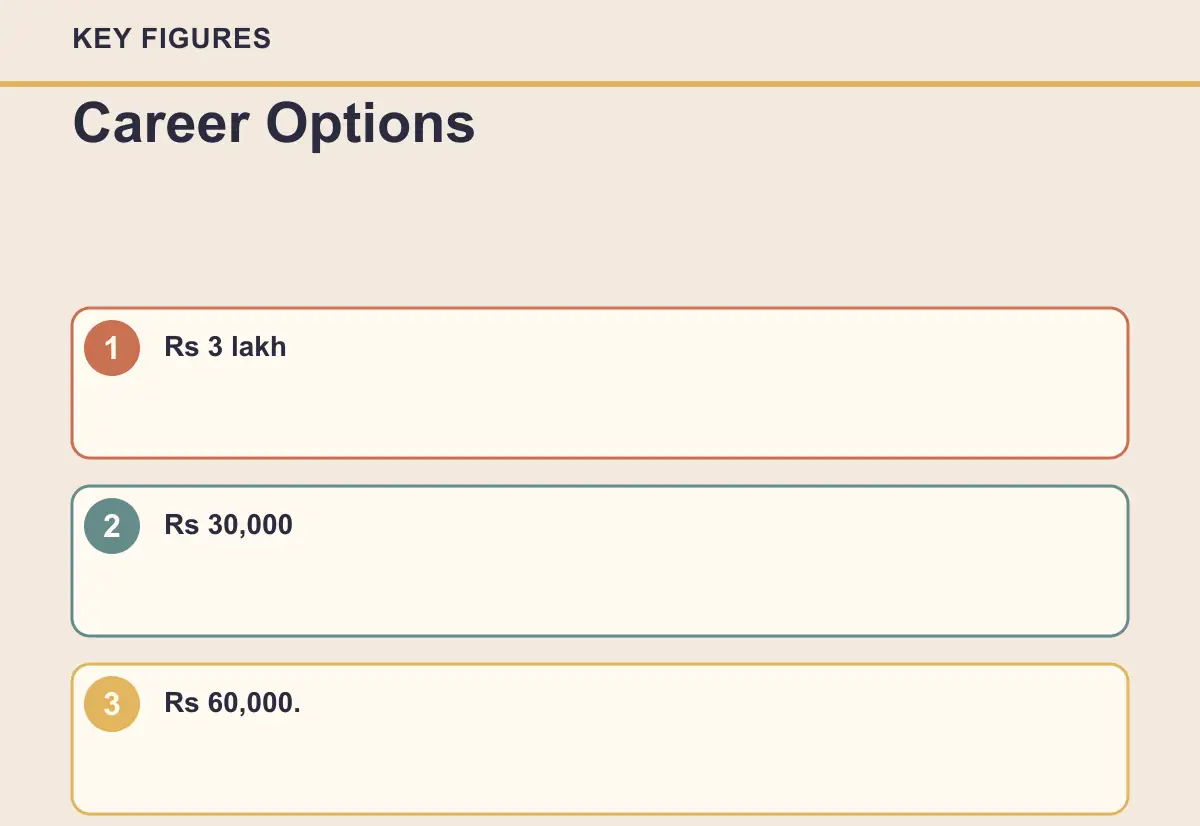 KEY FIGURES
Career Options
1 Rs 3 lakh
2 Rs 30,000
3 Rs 60,000.